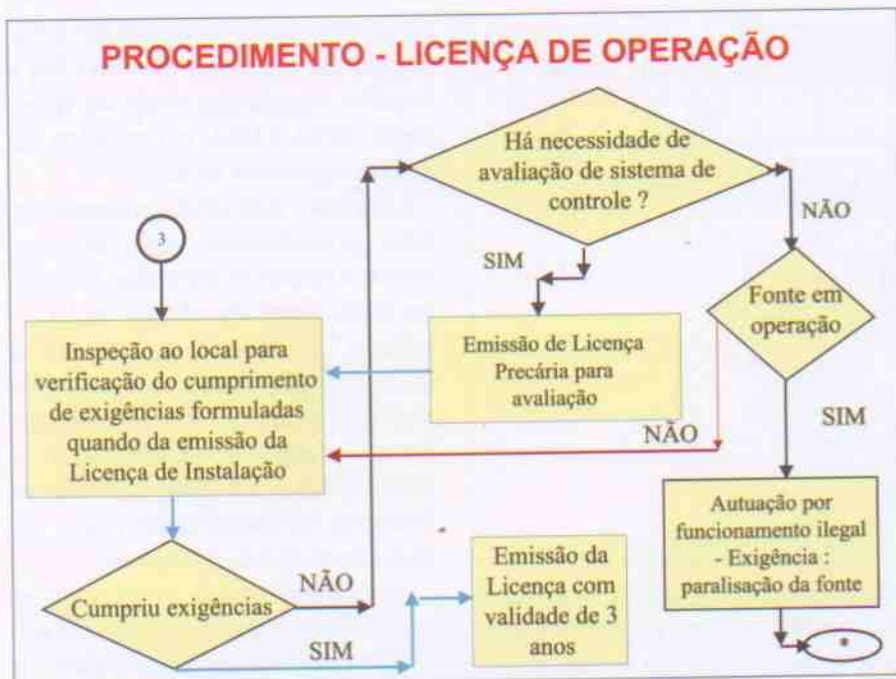 PROCEDIMENTO - LICENÇA DE OPERAÇÃO
Há necessidade de
avaliação de sistema de
controle ?
NÃO
SIM
3
Fonte em
operação
Inspeção ao local para
verificação do cumprimento
de exigências formuladas
quando da emissão da
Licença de Instalação
Emissão de Licença
Precária para
avaliação
NÃO
SIM
Autuação por
funcionamento ilegal
- Exigência :
paralisação da fonte
*
Cumpriu exigências
NÃO
SIM
Emissão da
Licença com
validade de 3
anos